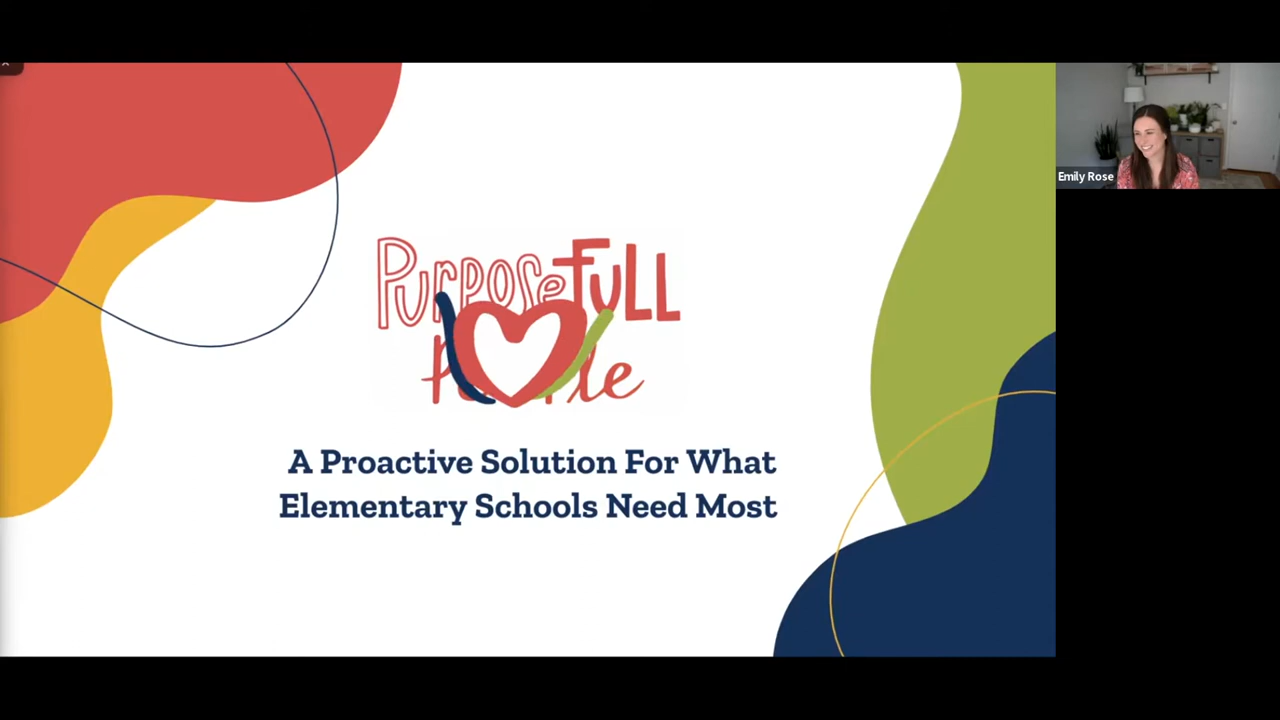 PurposeFull
People
A Proactive Solution For What
Elementary Schools Need Most
Emily Rose